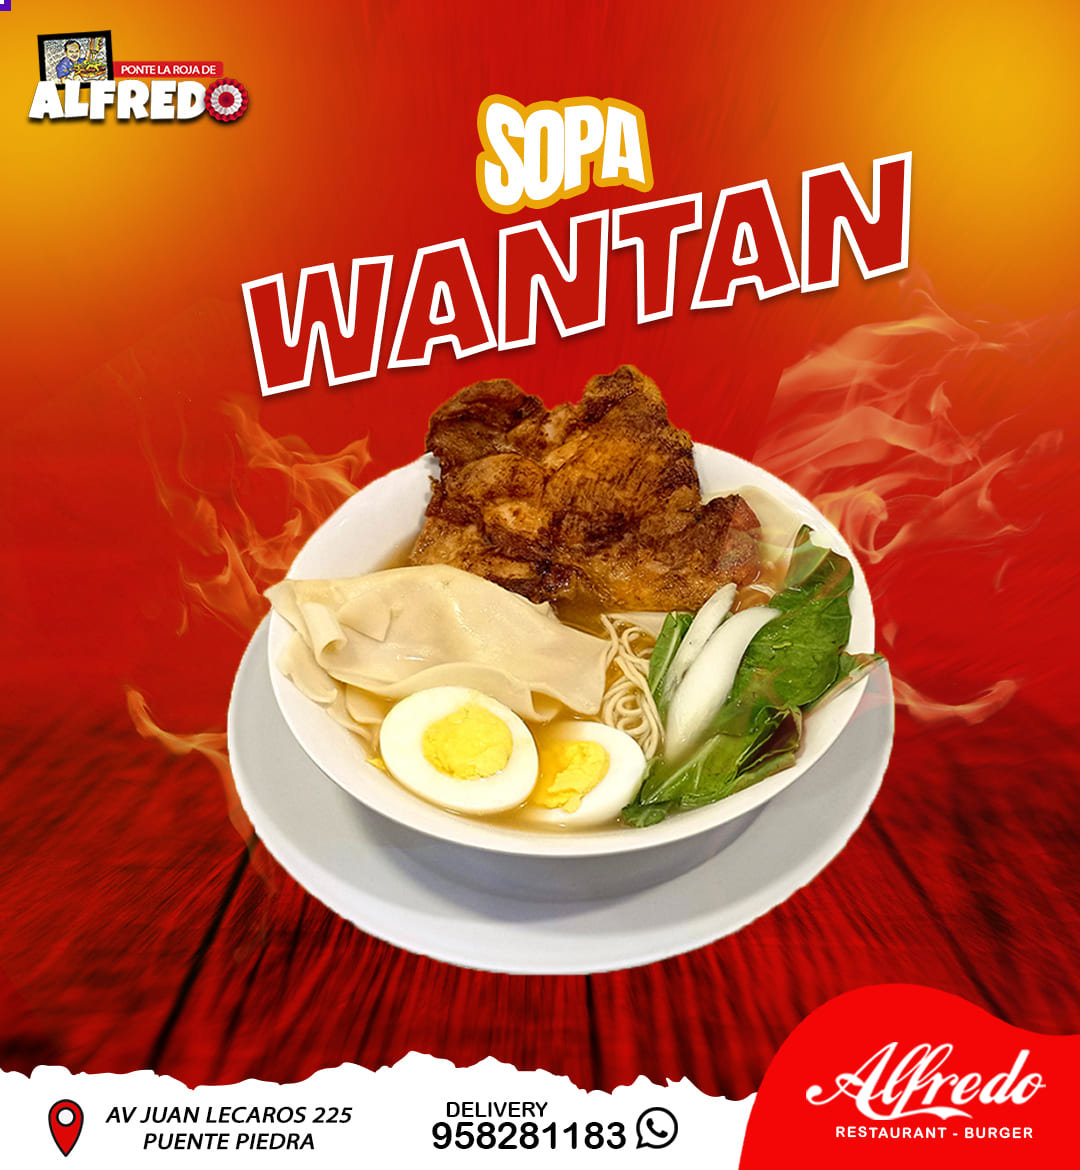 PONTE LA ROJA DE
ALFREDO
SOPA
WANTAN
AV JUAN LECAROS 225
PUENTE PIEDRA
DELIVERY
958281183
Alfredo
RESTAURANT - BURGER